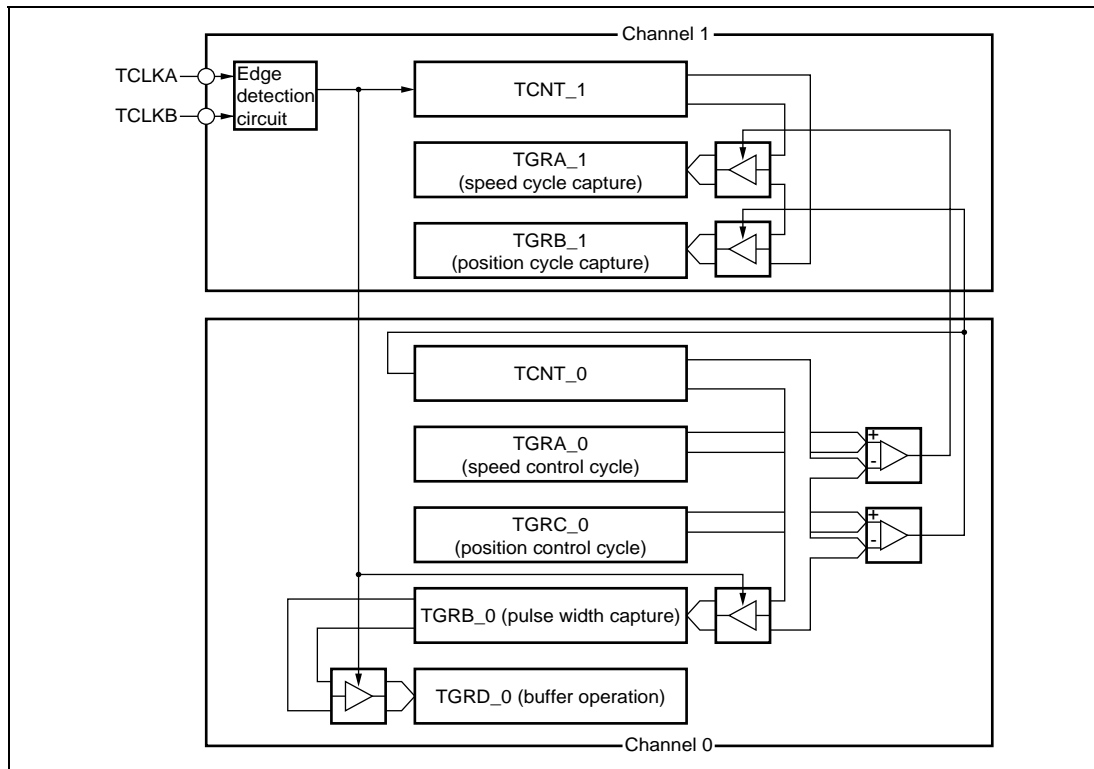 Channel 1
TCLKA
TCLKB
Edge
detection
circuit
TCNT_1
TGRA_1
(speed cycle capture)
TGRB_1
(position cycle capture)
TCNT_0
TGRA_0
(speed control cycle)
+
-
TGRC_0
(position control cycle)
+
-
TGRB_0 (pulse width capture)
TGRD_0 (buffer operation)
Channel 0